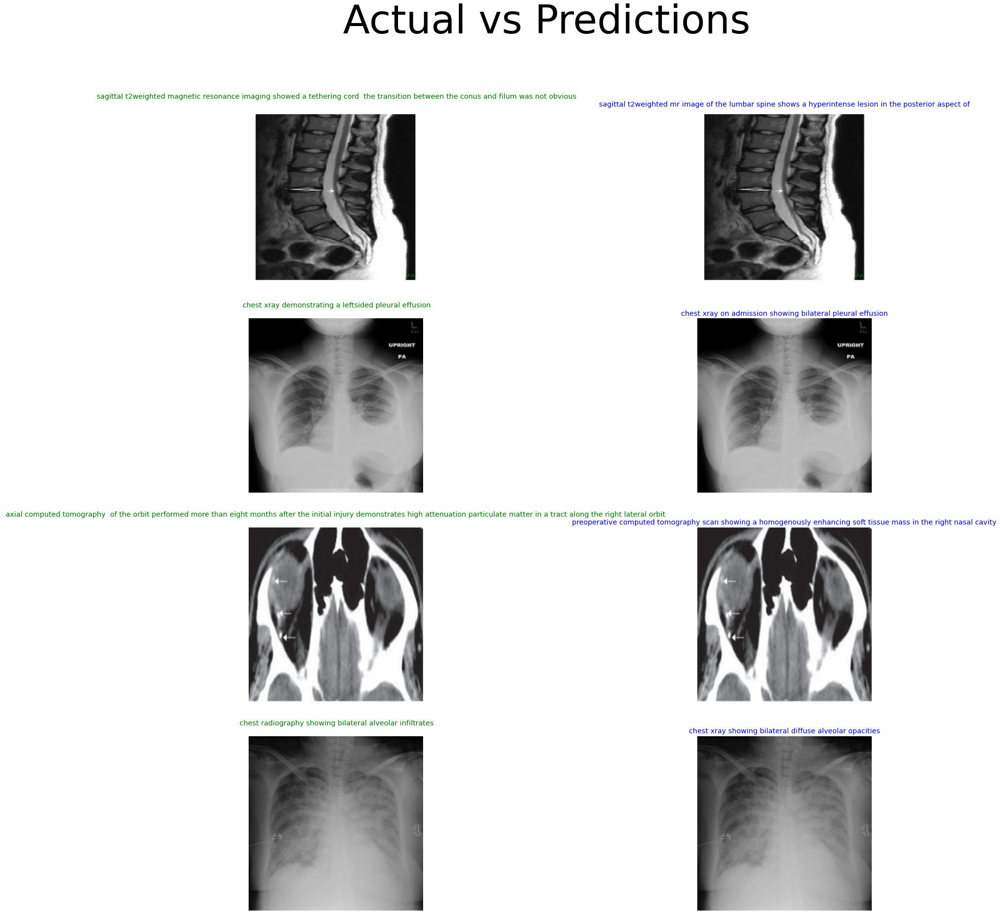 Actual vs Predictions
sagittal t2weighted magnetic resonance imaging showed a tethering cord  the transition between the conus and filum was not obvious
sagittal t2weighted mr image of the lumbar spine shows a hyperintense lesion in the posterior aspect of
chest xray demonstrating a leftsided pleural effusion
chest xray on admission showing bilateral pleural effusion
L
UPRIGHT
PA
L
UPRIGHT
PA
axial computed tomography  of the orbit performed more than eight months after the initial injury demonstrates high attenuation particulate matter in a tract along the right lateral orbit
preoperative computed tomography scan showing a homogenously enhancing soft tissue mass in the right nasal cavity
chest radiography showing bilateral alveolar infiltrates
chest xray showing bilateral diffuse alveolar opacities